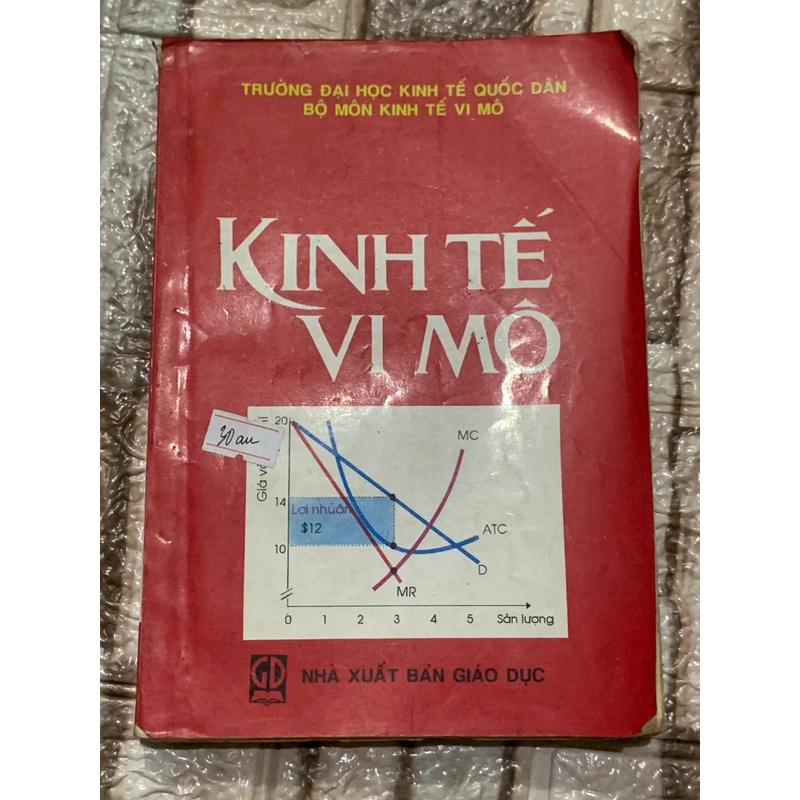 TRƯỜNG ĐẠI HỌC KINH TẾ QUỐC DÂN
BỘ MÔN KINH TẾ VI MÔ
KINH TẾ
VI MÔ
20
MC
Giá
14
Lợi nhuận
$12
ATC
10
D
MR
0 1 2 3 4 5 Sản lượng
GD
NHÀ XUẤT BẢN GIÁO DỤC